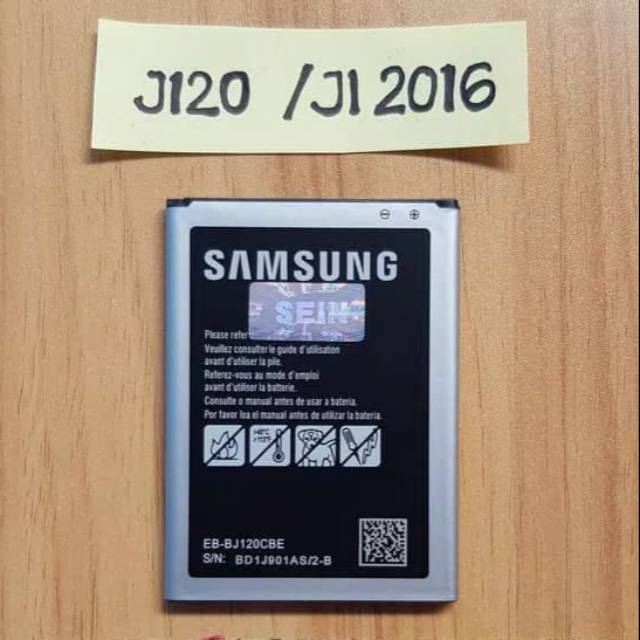 J120 /J1 2016
SAMSUNG
SEIN
Please refer
Veuillez consulter le guide d'utilisation
avant d'utiliser la pile.
Referez-vous au mode d'emploi
avant d'utiliser la batterie.
Consulte o manual antes de usar a bateria.
Por favor lea el manual antes de utilizar la bateria.
EB-BJ120CBE
S/N: BD1J901AS/2-B